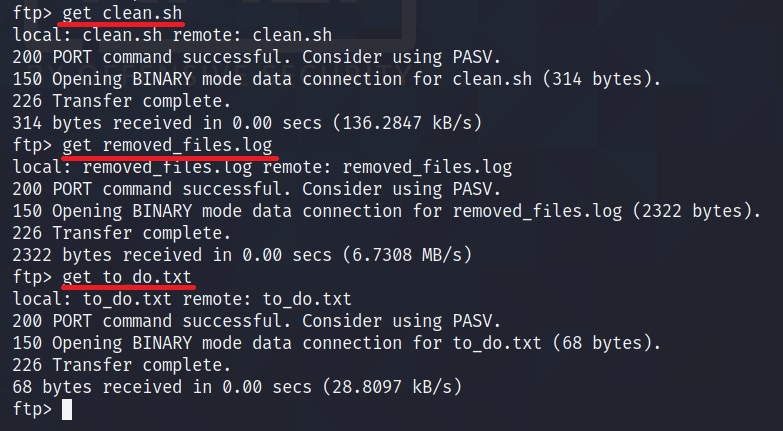 ftp> get clean.sh
local: clean.sh remote: clean.sh
200 PORT command successful. Consider using PASV.
150 Opening BINARY mode data connection for clean.sh (314 bytes).
226 Transfer complete.
314 bytes received in 0.00 secs (136.2847 kB/s)
ftp> get removed_files.log
local: removed_files.log remote: removed_files.log
200 PORT command successful. Consider using PASV.
150 Opening BINARY mode data connection for removed_files.log (2322 bytes).
226 Transfer complete.
2322 bytes received in 0.00 secs (6.7308 MB/s)
ftp> get to_do.txt
local: to_do.txt remote: to_do.txt
200 PORT command successful. Consider using PASV.
150 Opening BINARY mode data connection for to_do.txt (68 bytes).
226 Transfer complete.
68 bytes received in 0.00 secs (28.8097 kB/s)
ftp>